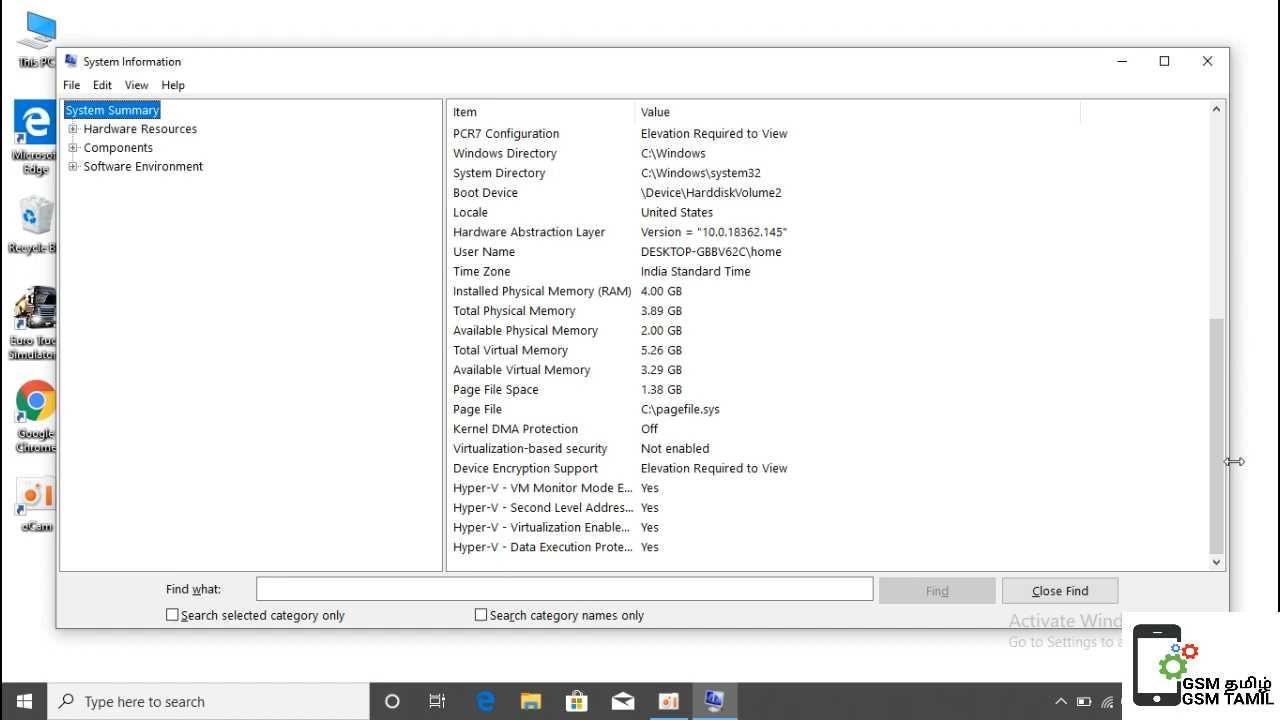 This PC
System Information
File Edit View Help
System Summary
Hardware Resources
Components
Software Environment
Item Value
PCR7 Configuration Elevation Required to View
Windows Directory C:\Windows
System Directory C:\Windows\system32
Boot Device \Device\HarddiskVolume2
Locale United States
Hardware Abstraction Layer Version = "10.0.18362.145"
User Name DESKTOP-GBBV62C\home
Time Zone India Standard Time
Installed Physical Memory (RAM) 4.00 GB
Total Physical Memory 3.89 GB
Available Physical Memory 2.00 GB
Total Virtual Memory 5.26 GB
Available Virtual Memory 3.29 GB
Page File Space 1.38 GB
Page File C:\pagefile.sys
Kernel DMA Protection Off
Virtualization-based security Not enabled
Device Encryption Support Elevation Required to View
Hyper-V - VM Monitor Mode E... Yes
Hyper-V - Second Level Addres... Yes
Hyper-V - Virtualization Enable... Yes
Hyper-V - Data Execution Prote... Yes
Find what: Find Close Find
Search selected category only Search category names only
Microsof
Edge
Recycle B
Euro Truc
Simulator
Google
Chrome
oCam
Activate Wind
Go to Settings to a
Type here to search
GSM தமிழ்
GSM TAMIL